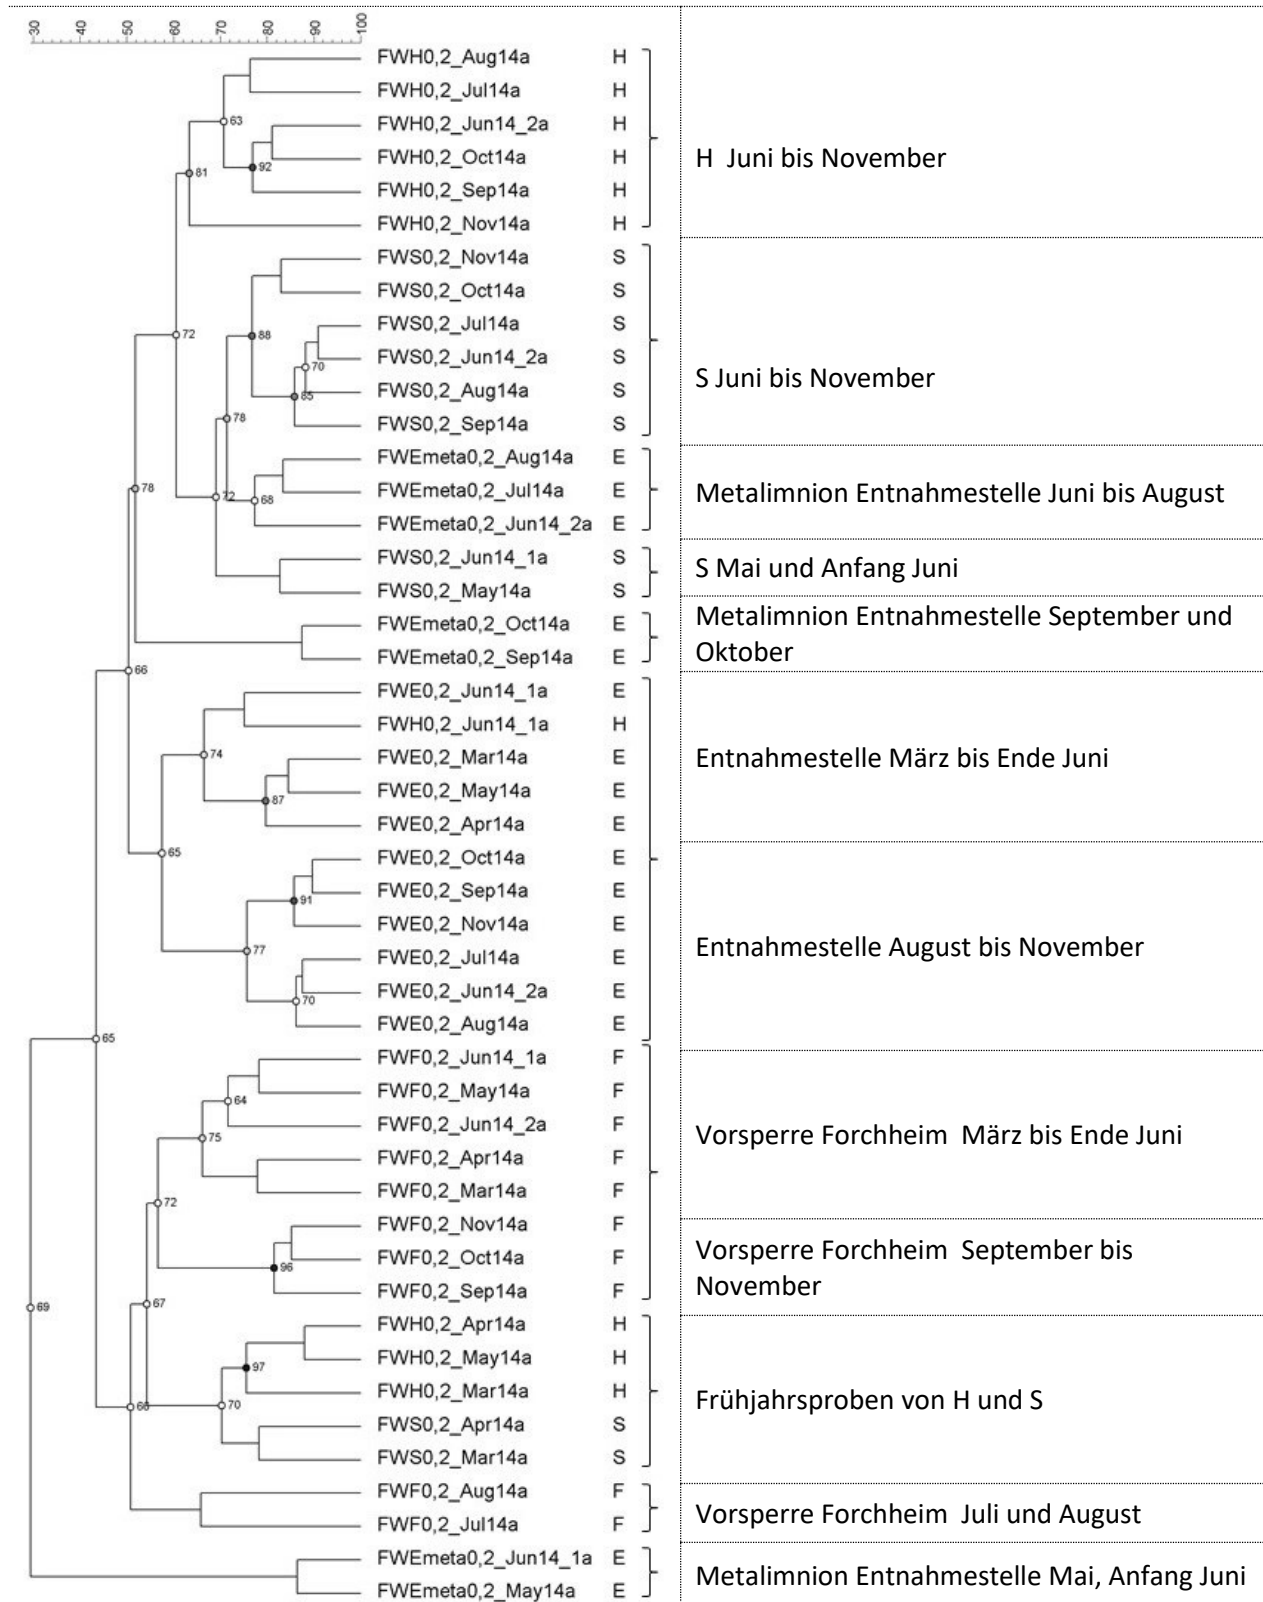 30 50 60 70 80 90 100
FWH0,2_Aug14a H
FWH0,2_Jul14a H
63
FWH0,2_Jun14_2a H
FWH0,2_Oct14a H
92
81
FWH0,2_Sep14a H
FWH0,2_Nov14a H
H Juni bis November
FWS0,2_Nov14a S
FWS0,2_Oct14a S
FWS0,2_Jul14a S
72
88
FWS0,2_Jun14_2a S
70
FWS0,2_Aug14a S
85
FWS0,2_Sep14a S
78
S Juni bis November
FWEmeta0,2_Aug14a E
FWEmeta0,2_Jul14a E
78
72
68
FWEmeta0,2_Jun14_2a E
Metalimnion Entnahmestelle Juni bis August
FWS0,2_Jun14_1a S
FWS0,2_May14a S
S Mai und Anfang Juni
FWEmeta0,2_Oct14a E
FWEmeta0,2_Sep14a E
Metalimnion Entnahmestelle September und
Oktober
66
FWE0,2_Jun14_1a E
FWH0,2_Jun14_1a H
74
FWE0,2_Mar14a E
FWE0,2_May14a E
87
FWE0,2_Apr14a E
Entnahmestelle März bis Ende Juni
65
FWE0,2_Oct14a E
FWE0,2_Sep14a E
91
FWE0,2_Nov14a E
77
FWE0,2_Jul14a E
FWE0,2_Jun14_2a E
70
FWE0,2_Aug14a E
Entnahmestelle August bis November
65
FWF0,2_Jun14_1a F
FWF0,2_May14a F
64
FWF0,2_Jun14_2a F
75
FWF0,2_Apr14a F
FWF0,2_Mar14a F
Vorsperre Forchheim März bis Ende Juni
72
FWF0,2_Nov14a F
FWF0,2_Oct14a F
96
FWF0,2_Sep14a F
Vorsperre Forchheim September bis
November
69
67
FWH0,2_Apr14a H
FWH0,2_May14a H
97
FWH0,2_Mar14a H
66
70
FWS0,2_Apr14a S
FWS0,2_Mar14a S
Frühjahrsproben von H und S
FWF0,2_Aug14a F
FWF0,2_Jul14a F
Vorsperre Forchheim Juli und August
FWEmeta0,2_Jun14_1a E
FWEmeta0,2_May14a E
Metalimnion Entnahmestelle Mai, Anfang Juni